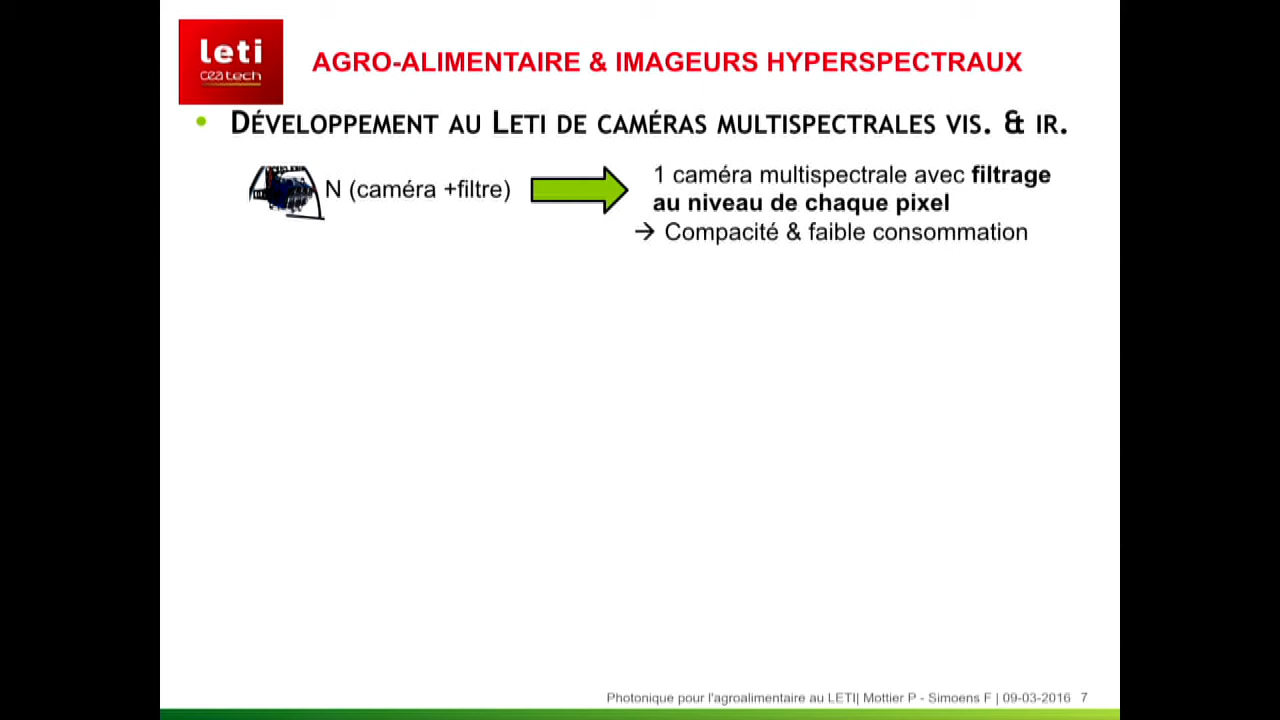 leti
cea tech
AGRO-ALIMENTAIRE & IMAGEURS HYPERSPECTRAUX
• DÉVELOPPEMENT AU LETI DE CAMÉRAS MULTISPECTRALES VIS. & IR.
N (caméra +filtre)
1 caméra multispectrale avec filtrage
au niveau de chaque pixel
→ Compacité & faible consommation
Photonique pour l'agroalimentaire au LETI| Mottier P - Simoens F | 09-03-2016 7